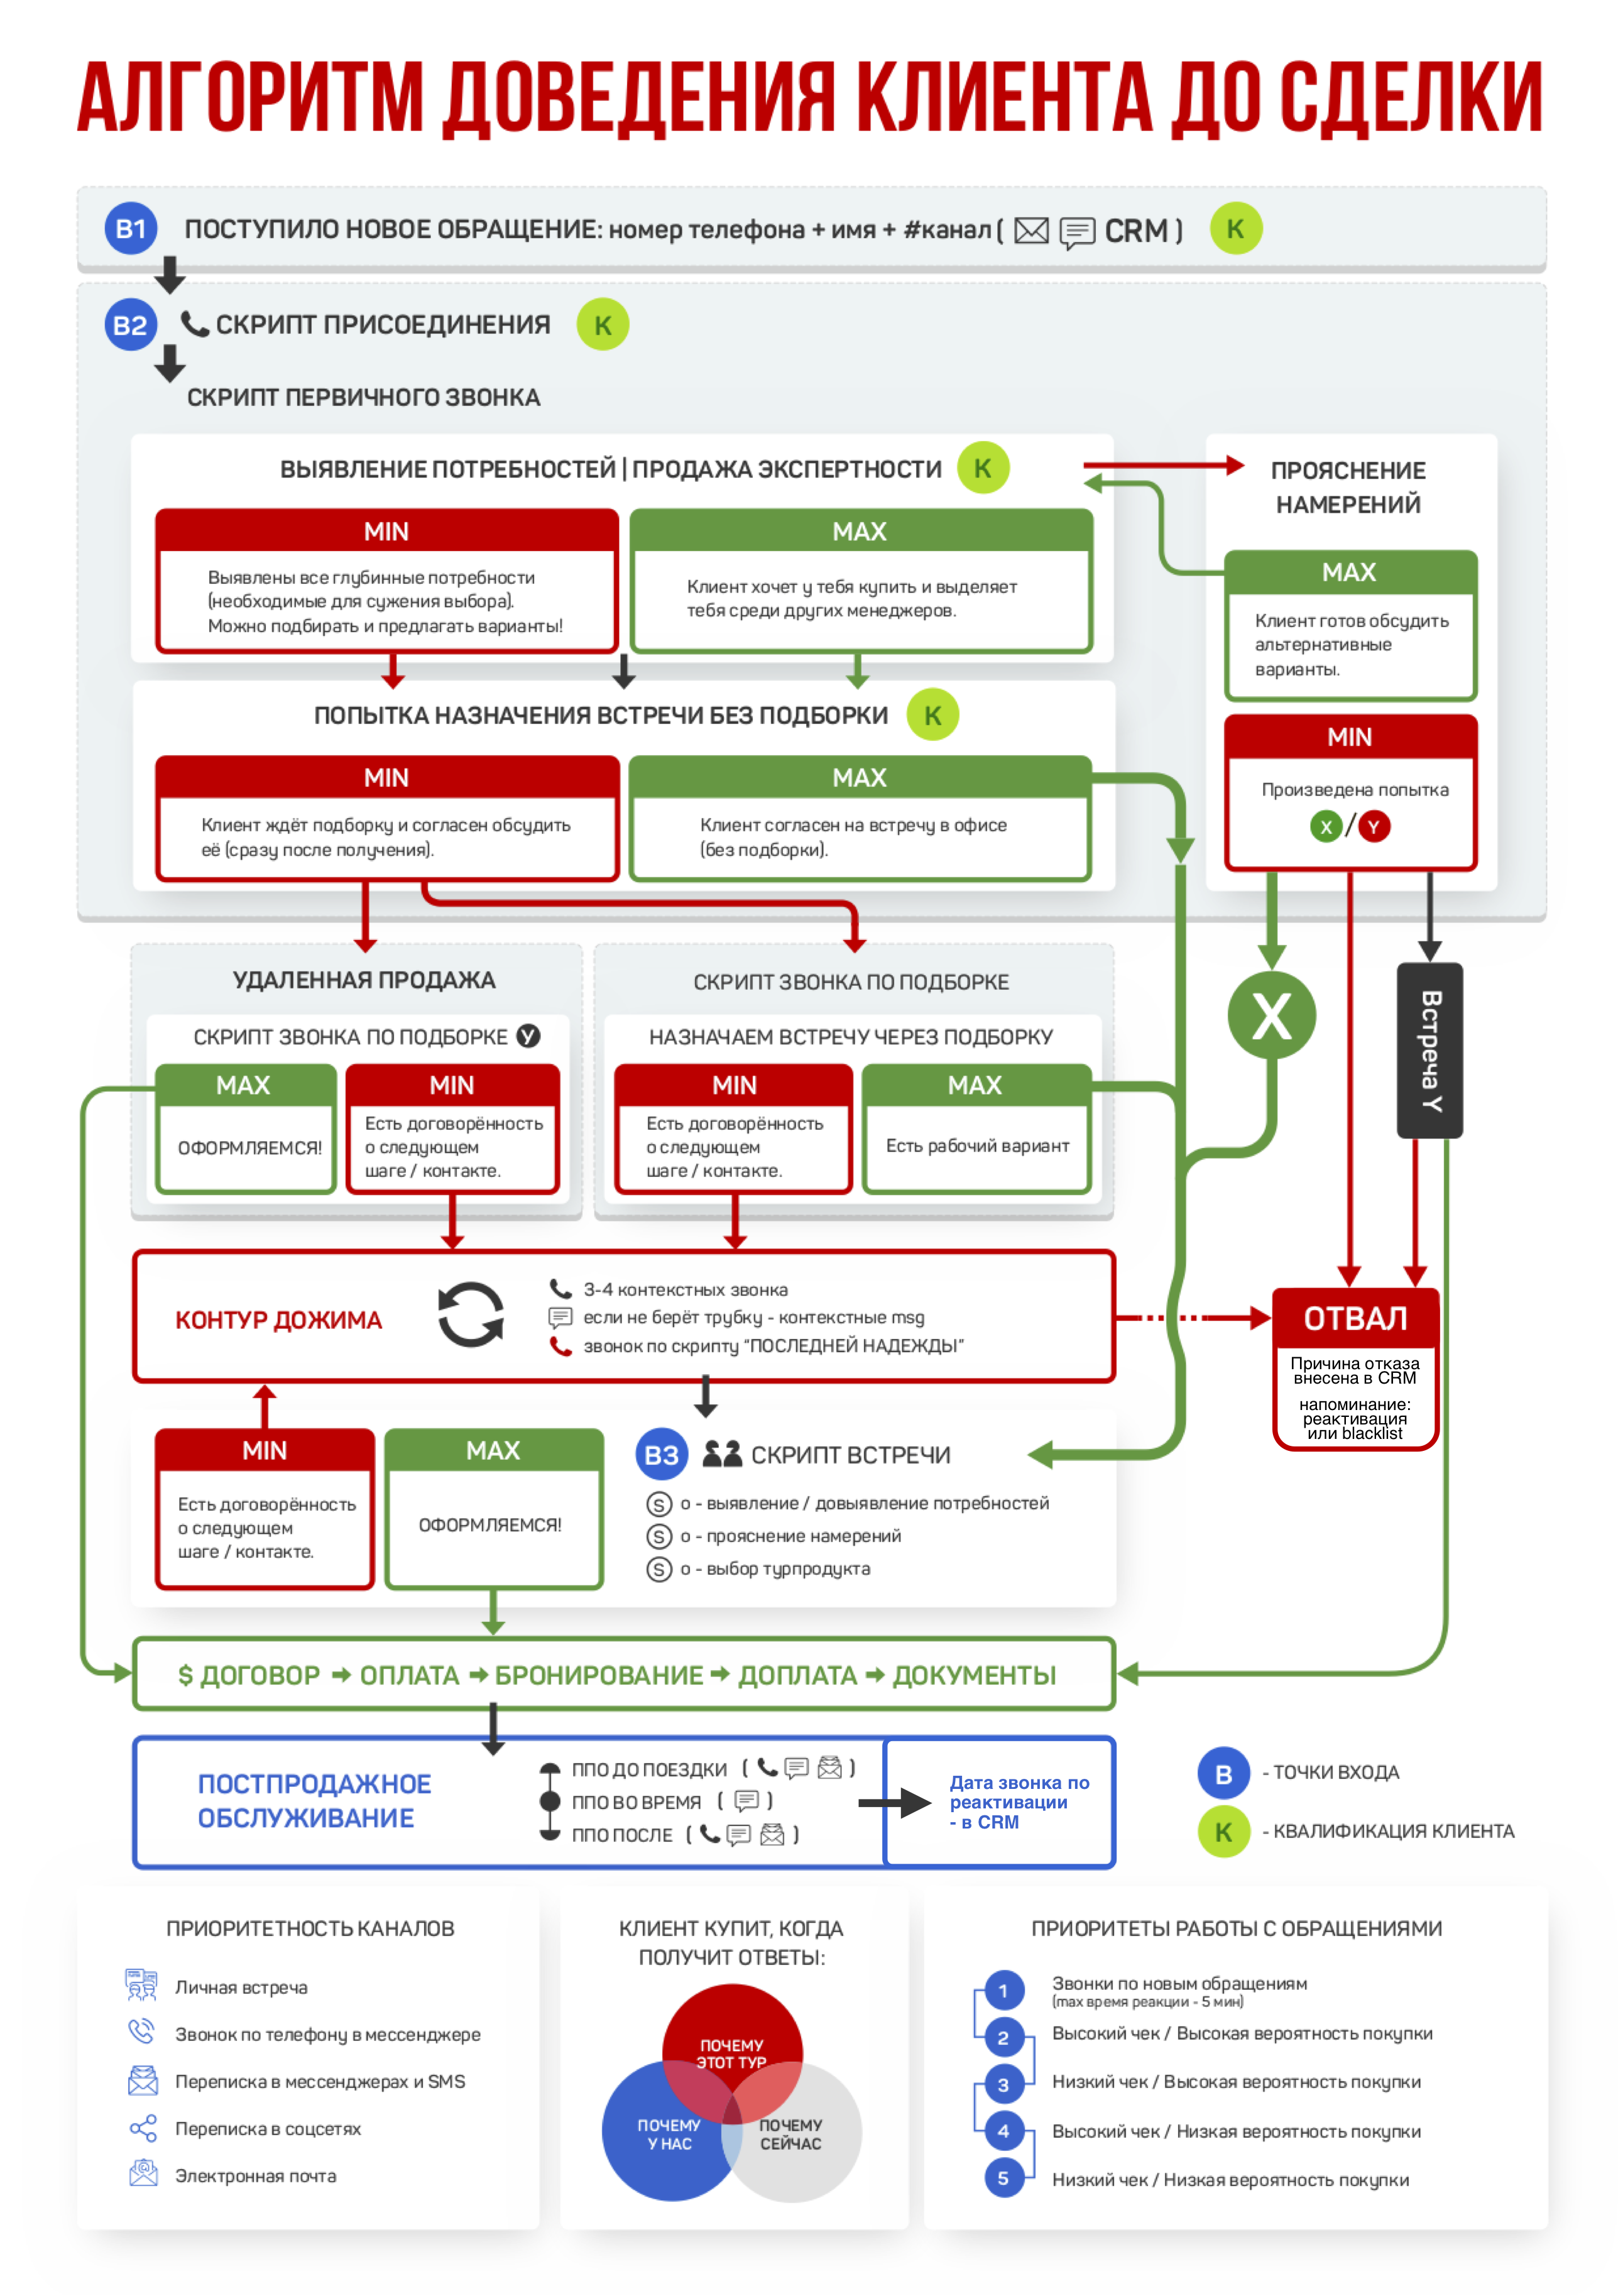 АЛГОРИТМ ДОВЕДЕНИЯ КЛИЕНТА ДО СДЕЛКИ
В1
ПОСТУПИЛО НОВОЕ ОБРАЩЕНИЕ: номер телефона + имя + #канал ( CRM )
К
В2
СКРИПТ ПРИСОЕДИНЕНИЯ
К
СКРИПТ ПЕРВИЧНОГО ЗВОНКА
ВЫЯВЛЕНИЕ ПОТРЕБНОСТЕЙ | ПРОДАЖА ЭКСПЕРТНОСТИ
К
MIN
Выявлены все глубинные потребности
(необходимые для сужения выбора).
Можно подбирать и предлагать варианты!
MAX
Клиент хочет у тебя купить и выделяет
тебя среди других менеджеров.
ПРОЯСНЕНИЕ
НАМЕРЕНИЙ
MAX
Клиент готов обсудить
альтернативные
варианты.
MIN
Произведена попытка
X / Y
ПОПЫТКА НАЗНАЧЕНИЯ ВСТРЕЧИ БЕЗ ПОДБОРКИ
К
MIN
Клиент ждёт подборку и согласен обсудить
её (сразу после получения).
MAX
Клиент согласен на встречу в офисе
(без подборки).
УДАЛЕННАЯ ПРОДАЖА
СКРИПТ ЗВОНКА ПО ПОДБОРКЕ У
MAX
ОФОРМЛЯЕМСЯ!
MIN
Есть договорённость
о следующем
шаге / контакте.
СКРИПТ ЗВОНКА ПО ПОДБОРКЕ
НАЗНАЧАЕМ ВСТРЕЧУ ЧЕРЕЗ ПОДБОРКУ
MIN
Есть договорённость
о следующем
шаге / контакте.
MAX
Есть рабочий вариант
X
Встреча Y
КОНТУР ДОЖИМА
3-4 контекстных звонка
если не берёт трубку - контекстные msg
звонок по скрипту “ПОСЛЕДНЕЙ НАДЕЖДЫ”
ОТВАЛ
Причина отказа
внесена в CRM
напоминание:
реактивация
или blacklist
MIN
Есть договорённость
о следующем
шаге / контакте.
MAX
ОФОРМЛЯЕМСЯ!
В3
СКРИПТ ВСТРЕЧИ
S о - выявление / довыявление потребностей
S о - прояснение намерений
S о - выбор турпродукта
$ ДОГОВОР ➞ ОПЛАТА ➞ БРОНИРОВАНИЕ ➞ ДОПЛАТА ➞ ДОКУМЕНТЫ
ПОСТПРОДАЖНОЕ
ОБСЛУЖИВАНИЕ
ППО ДО ПОЕЗДКИ ( )
ППО ВО ВРЕМЯ ( )
ППО ПОСЛЕ ( )
Дата звонка по
реактивации
- в CRM
В - ТОЧКИ ВХОДА
К - КВАЛИФИКАЦИЯ КЛИЕНТА
ПРИОРИТЕТНОСТЬ КАНАЛОВ
Личная встреча
Звонок по телефону в мессенджере
Переписка в мессенджерах и SMS
Переписка в соцсетях
Электронная почта
КЛИЕНТ КУПИТ, КОГДА
ПОЛУЧИТ ОТВЕТЫ:
ПОЧЕМУ
ЭТОТ ТУР
ПОЧЕМУ
У НАС
ПОЧЕМУ
СЕЙЧАС
ПРИОРИТЕТЫ РАБОТЫ С ОБРАЩЕНИЯМИ
1 Звонки по новым обращениям
(max время реакции - 5 мин)
2 Высокий чек / Высокая вероятность покупки
3 Низкий чек / Высокая вероятность покупки
4 Высокий чек / Низкая вероятность покупки
5 Низкий чек / Низкая вероятность покупки